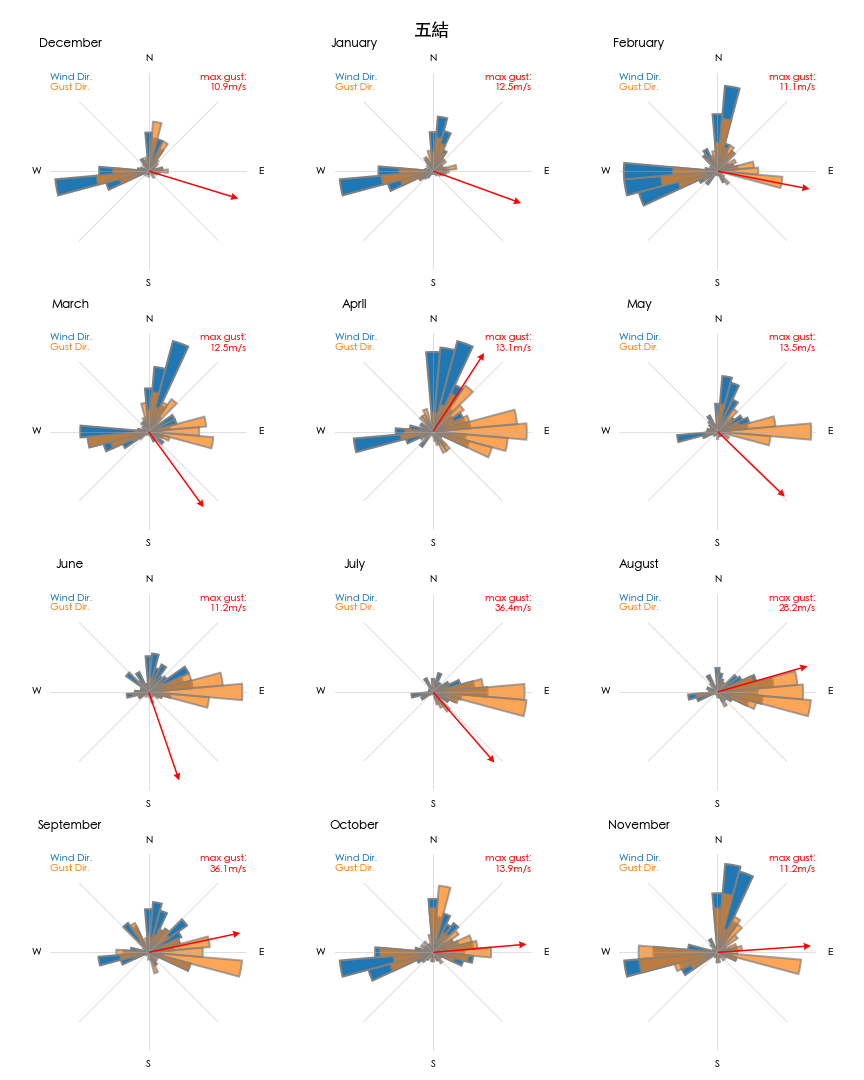 五結
December
January
February
N
N
N
Wind Dir.
Gust Dir.
max gust:
10.9m/s
Wind Dir.
Gust Dir.
max gust:
12.5m/s
Wind Dir.
Gust Dir.
max gust:
11.1m/s
W
E
W
E
W
E
S
S
S
March
April
May
N
N
N
Wind Dir.
Gust Dir.
max gust:
12.5m/s
Wind Dir.
Gust Dir.
max gust:
13.1m/s
Wind Dir.
Gust Dir.
max gust:
13.5m/s
W
E
W
E
W
E
S
S
S
June
July
August
N
N
N
Wind Dir.
Gust Dir.
max gust:
11.2m/s
Wind Dir.
Gust Dir.
max gust:
36.4m/s
Wind Dir.
Gust Dir.
max gust:
28.2m/s
W
E
W
E
W
E
S
S
S
September
October
November
N
N
N
Wind Dir.
Gust Dir.
max gust:
36.1m/s
Wind Dir.
Gust Dir.
max gust:
13.9m/s
Wind Dir.
Gust Dir.
max gust:
11.2m/s
W
E
W
E
W
E
S
S
S